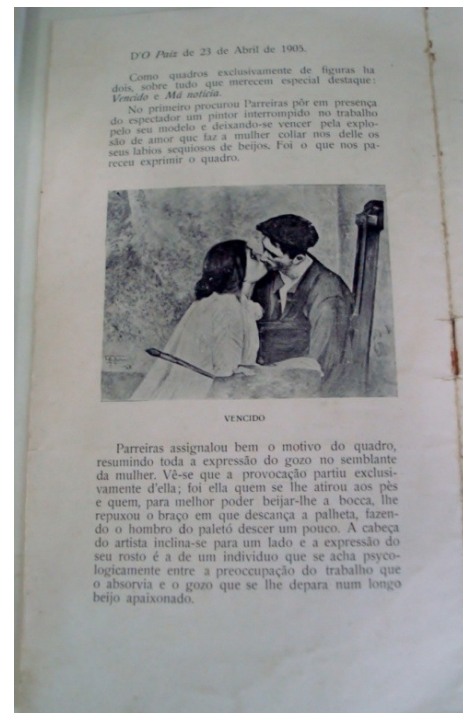 D'O Paiz de 23 de Abril de 1905.
Como quadros exclusivamente de figuras ha
dois, sobre tudo que merecem especial destaque:
Vencido e Má noticia.
No primeiro procurou Parreiras pôr em presença
do espectador um pintor interrompido no trabalho
pelo seu modelo e deixando-se vencer pela explo-
são de amor que faz a mulher collar nos delle os
seus labios sequiosos de beijos. Foi o que nos pa-
receu exprimir o quadro.
VENCIDO
Parreiras assignalou bem o motivo do quadro,
resumindo toda a expressão do gozo no semblante
da mulher. Vê-se que a provocação partiu exclusi-
vamente d'ella; foi ella quem se lhe atirou aos pès
e quem, para melhor poder beijar-lhe a bocca, lhe
repuxou o braço em que descança a palheta, fazen-
do o hombro do paletó descer um pouco. A cabeça
do artista inclina-se para um lado e a expressão do
seu rosto é a de um individuo que se acha psyco-
logicamente entre a preoccupação do trabalho que
o absorvia e o gozo que se lhe depara num longo
beijo apaixonado.